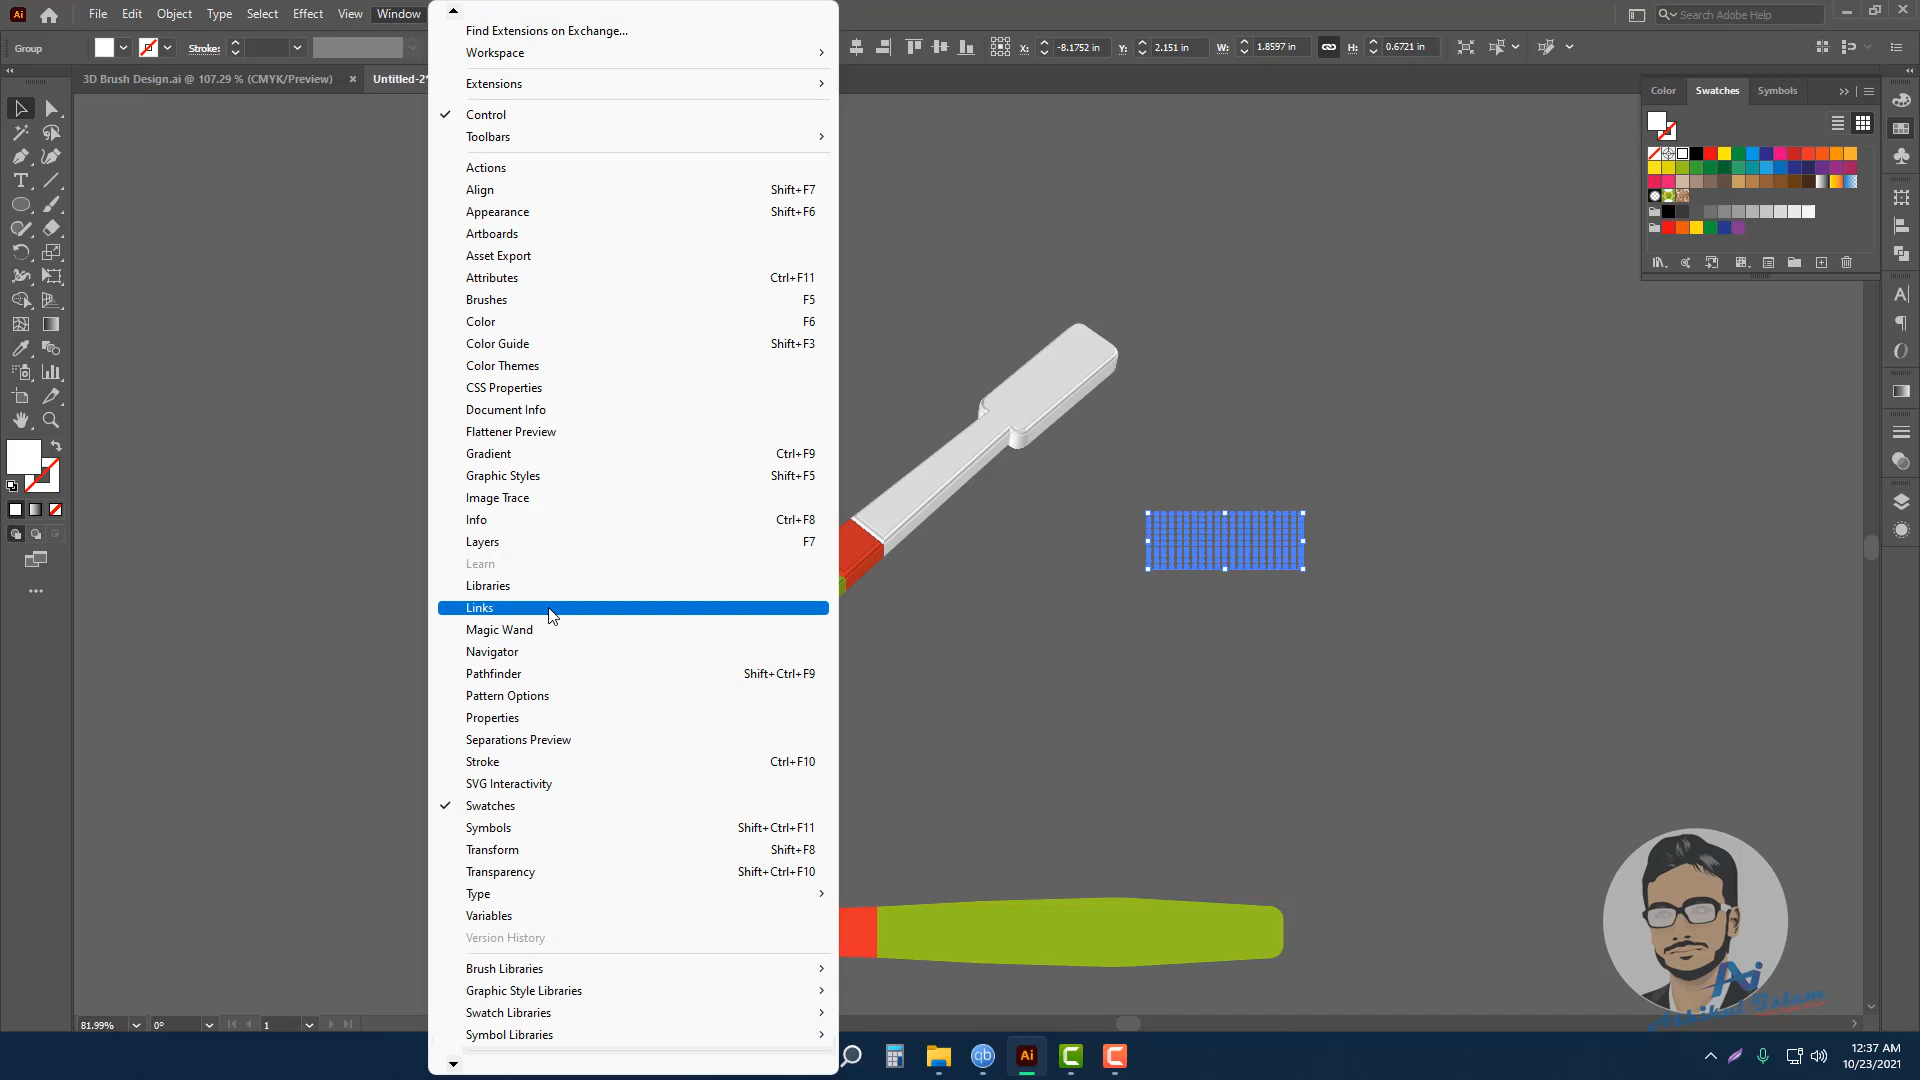 Ai File Edit Object Type Select Effect View Window Search Adobe Help
Group Stroke: X: -8.1752 in Y: 2.151 in W: 1.8597 in H: 0.6721 in
3D Brush Design.ai @ 107.29 % (CMYK/Preview) × Untitled-2*
Find Extensions on Exchange...
Workspace
Extensions
Control
Toolbars
Actions
Align Shift+F7
Appearance Shift+F6
Artboards
Asset Export
Attributes Ctrl+F11
Brushes F5
Color F6
Color Guide Shift+F3
Color Themes
CSS Properties
Document Info
Flattener Preview
Gradient Ctrl+F9
Graphic Styles Shift+F5
Image Trace
Info Ctrl+F8
Layers F7
Learn
Libraries
Links
Magic Wand
Navigator
Pathfinder Shift+Ctrl+F9
Pattern Options
Properties
Separations Preview
Stroke Ctrl+F10
SVG Interactivity
Swatches
Symbols Shift+Ctrl+F11
Transform Shift+F8
Transparency Shift+Ctrl+F10
Type
Variables
Version History
Brush Libraries
Graphic Style Libraries
Swatch Libraries
Symbol Libraries
Color Swatches Symbols
Ai
Ashikul Islam
81.99% 0° 1
qb Ai C C
12:37 AM
10/23/2021